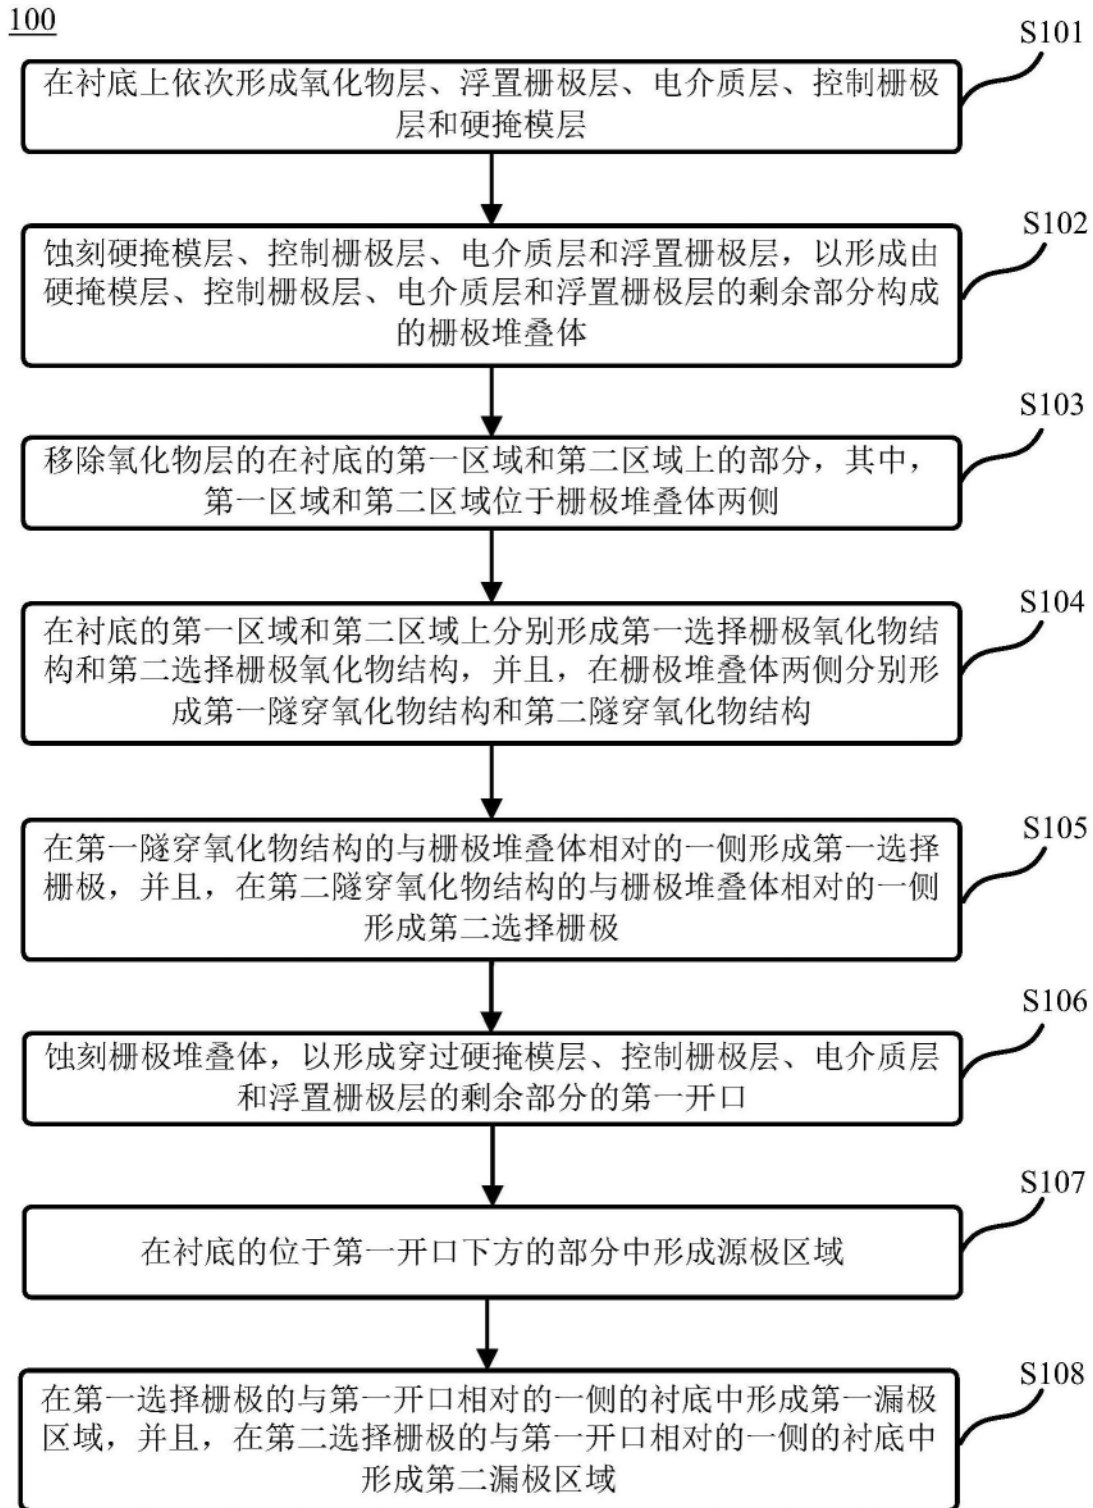 100
S101
在衬底上依次形成氧化物层、浮置栅极层、电介质层、控制栅极
层和硬掩模层
S102
蚀刻硬掩模层、控制栅极层、电介质层和浮置栅极层，以形成由
硬掩模层、控制栅极层、电介质层和浮置栅极层的剩余部分构成
的栅极堆叠体
S103
移除氧化物层的在衬底的第一区域和第二区域上的部分，其中，
第一区域和第二区域位于栅极堆叠体两侧
S104
在衬底的第一区域和第二区域上分别形成第一选择栅极氧化物结
构和第二选择栅极氧化物结构，并且，在栅极堆叠体两侧分别形
成第一隧穿氧化物结构和第二隧穿氧化物结构
S105
在第一隧穿氧化物结构的与栅极堆叠体相对的一侧形成第一选择
栅极，并且，在第二隧穿氧化物结构的与栅极堆叠体相对的一侧
形成第二选择栅极
S106
蚀刻栅极堆叠体，以形成穿过硬掩模层、控制栅极层、电介质层
和浮置栅极层的剩余部分的第一开口
S107
在衬底的位于第一开口下方的部分中形成源极区域
S108
在第一选择栅极的与第一开口相对的一侧的衬底中形成第一漏极
区域，并且，在第二选择栅极的与第一开口相对的一侧的衬底中
形成第二漏极区域